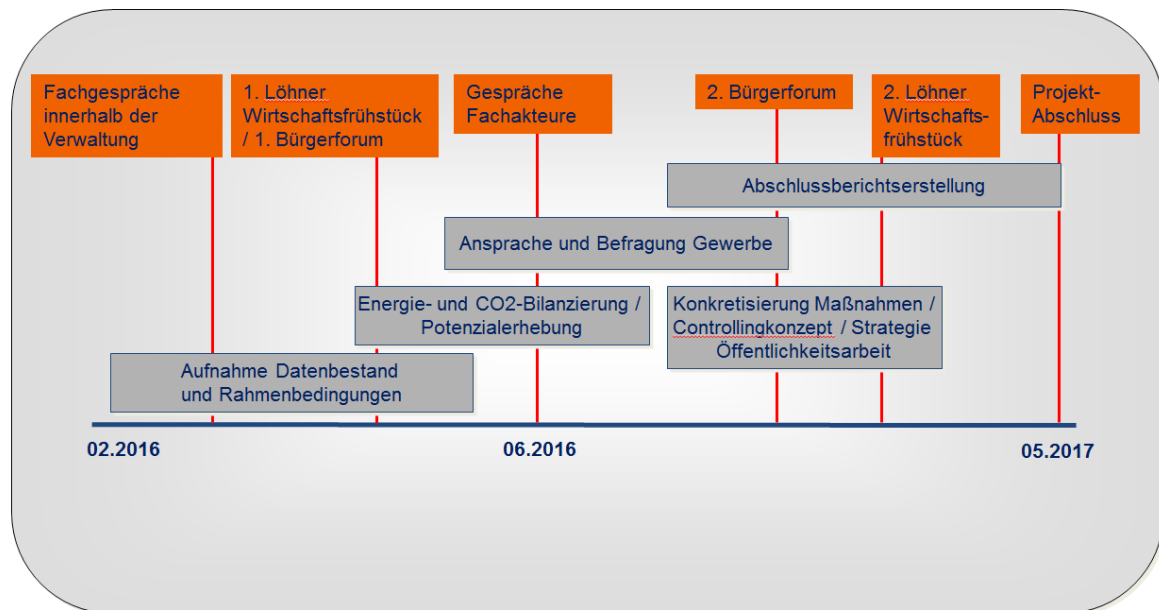 Fachgespräche
innerhalb der
Verwaltung
1. Löhner
Wirtschaftsfrühstück
/ 1. Bürgerforum
Gespräche
Fachakteure
2. Bürgerforum
2. Löhner
Wirtschafts-
frühstück
Projekt-
Abschluss
Abschlussberichtserstellung
Ansprache und Befragung Gewerbe
Energie- und CO2-Bilanzierung /
Potenzialerhebung
Konkretisierung Maßnahmen /
Controllingkonzept / Strategie
Öffentlichkeitsarbeit
Aufnahme Datenbestand
und Rahmenbedingungen
02.2016
06.2016
05.2017